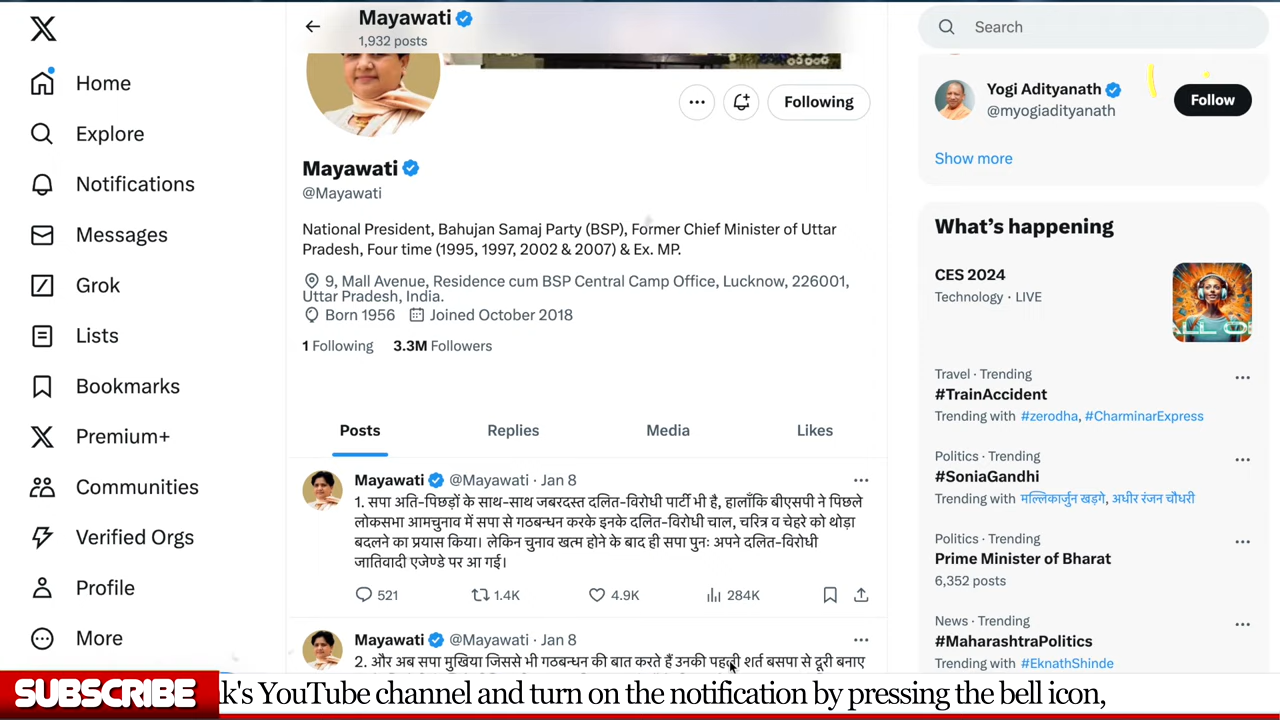 Mayawati
1,932 posts
Search
Following
Yogi Adityanath
@myogiadityanath
Follow
Show more
Home
Explore
Notifications
Messages
Grok
Lists
Bookmarks
Premium+
Communities
Verified Orgs
Profile
More
Mayawati
@Mayawati
National President, Bahujan Samaj Party (BSP), Former Chief Minister of Uttar
Pradesh, Four time (1995, 1997, 2002 & 2007) & Ex. MP.
9, Mall Avenue, Residence cum BSP Central Camp Office, Lucknow, 226001,
Uttar Pradesh, India.
Born 1956 Joined October 2018
1 Following 3.3M Followers
Posts Replies Media Likes
Mayawati @Mayawati · Jan 8
1. सपा अति-पिछड़ों के साथ-साथ जबरदस्त दलित-विरोधी पार्टी भी है, हालाँकि बीएसपी ने पिछले
लोकसभा आमचुनाव में सपा से गठबन्धन करके इनके दलित-विरोधी चाल, चरित्र व चेहरे को थोड़ा
बदलने का प्रयास किया। लेकिन चुनाव खत्म होने के बाद ही सपा पुनः अपने दलित-विरोधी
जातिवादी एजेण्डे पर आ गई।
521 1.4K 4.9K 284K
Mayawati @Mayawati · Jan 8
2. और अब सपा मुखिया जिससे भी गठबन्धन की बात करते हैं उनकी पहली शर्त बसपा से दूरी बनाए
What's happening
CES 2024
Technology · LIVE
Travel · Trending
#TrainAccident
Trending with #zerodha, #CharminarExpress
Politics · Trending
#SoniaGandhi
Trending with मल्लिकार्जुन खड़गे, अधीर रंजन चौधरी
Politics · Trending
Prime Minister of Bharat
6,352 posts
News · Trending
#MaharashtraPolitics
Trending with #EknathShinde
SUBSCRIBE
k's YouTube channel and turn on the notification by pressing the bell icon,